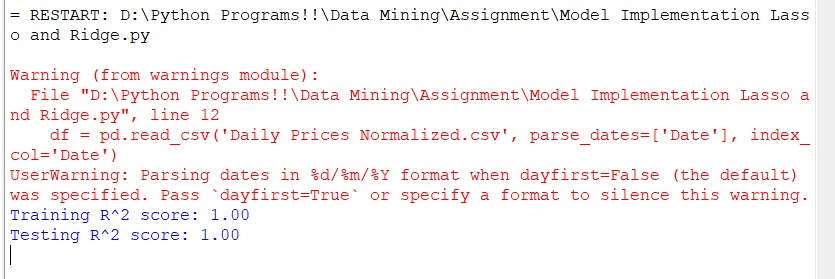 = RESTART: D:\Python Programs!!\Data Mining\Assignment\Model Implementation Lass
o and Ridge.py
Warning (from warnings module):
  File "D:\Python Programs!!\Data Mining\Assignment\Model Implementation Lasso a
nd Ridge.py", line 12
    df = pd.read_csv('Daily Prices Normalized.csv', parse_dates=['Date'], index_
col='Date')
UserWarning: Parsing dates in %d/%m/%Y format when dayfirst=False (the default)
was specified. Pass `dayfirst=True` or specify a format to silence this warning.
Training R^2 score: 1.00
Testing R^2 score: 1.00